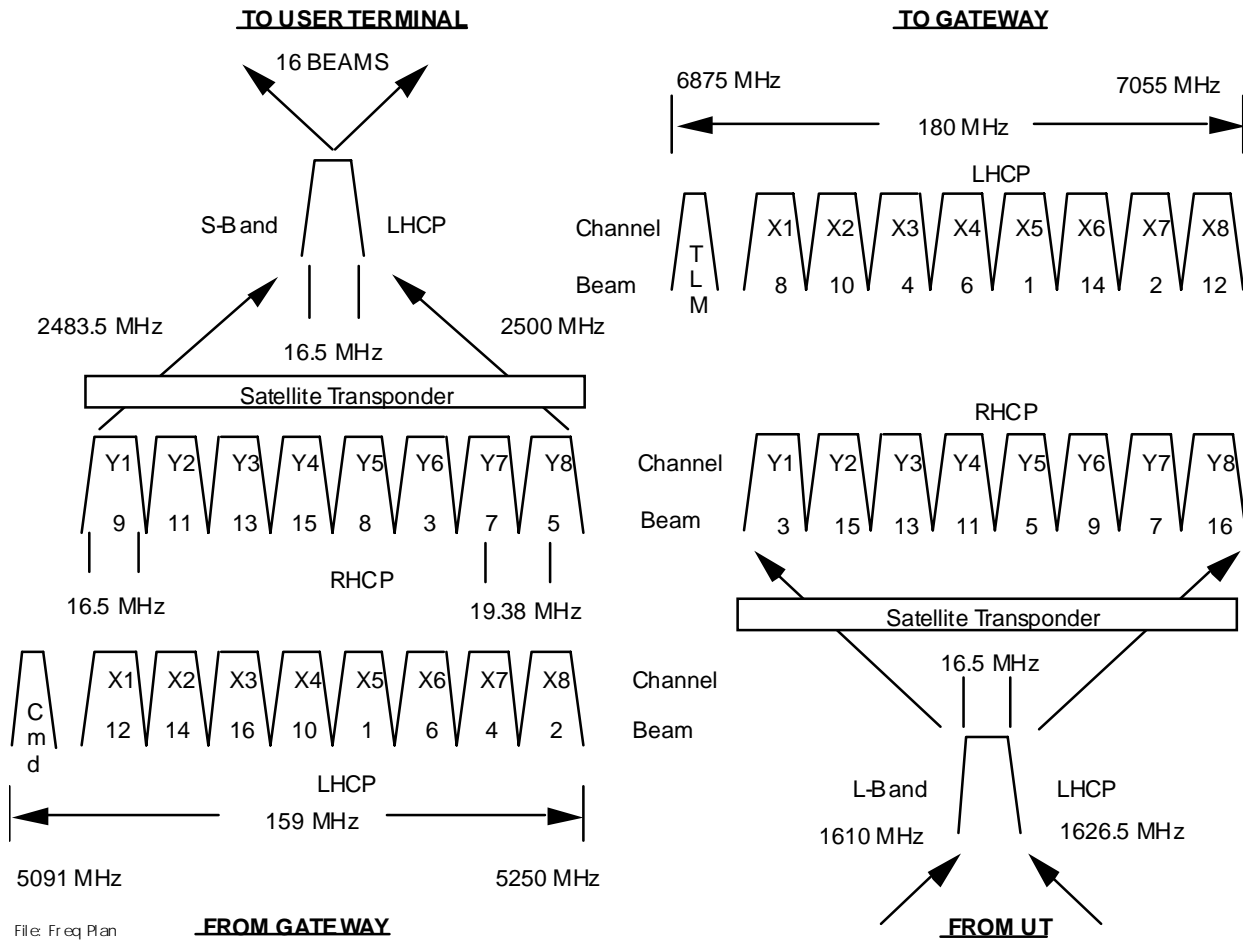 TO USER TERMINAL
16 BEAMS
S-Band
LHCP
2483.5 MHz
2500 MHz
16.5 MHz
Satellite Transponder
Y1 Y2 Y3 Y4 Y5 Y6 Y7 Y8
9 11 13 15 8 3 7 5
RHCP
16.5 MHz
19.38 MHz
Cmd
X1 X2 X3 X4 X5 X6 X7 X8
12 14 16 10 1 6 4 2
LHCP
159 MHz
5091 MHz
5250 MHz
File: Freq Plan
FROM GATEWAY
TO GATEWAY
6875 MHz
7055 MHz
180 MHz
LHCP
Channel
TLM
X1 X2 X3 X4 X5 X6 X7 X8
Beam
8 10 4 6 1 14 2 12
RHCP
Channel
Y1 Y2 Y3 Y4 Y5 Y6 Y7 Y8
Beam
3 15 13 11 5 9 7 16
Satellite Transponder
Channel
Beam
16.5 MHz
L-Band
LHCP
1610 MHz
1626.5 MHz
FROM UT